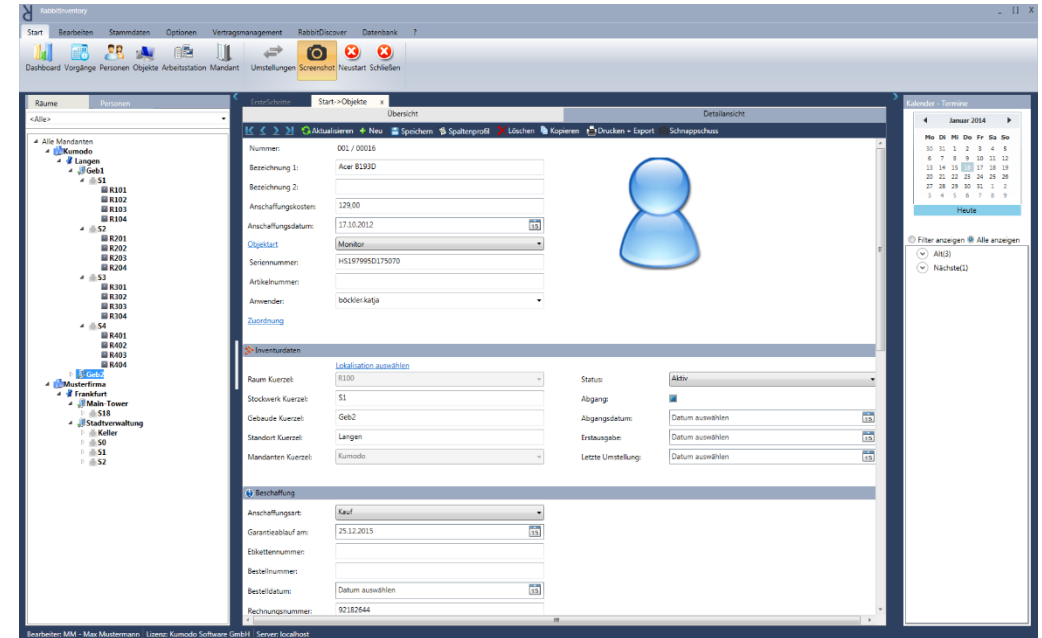 RabbitInventory
Start Bearbeiten Stammdaten Optionen Vertragsmanagement RabbitDiscover Datenbank ?
Dashboard Vorgänge Personen Objekte Arbeitsstation Mandant Umstellungen Screenshot Neustart Schließen
Räume Personen
<Alle>
Alle Mandanten
Kumodo
Langen
Geb1
S1
R101
R102
R103
R104
S2
R201
R202
R203
R204
S3
R301
R302
R303
R304
S4
R401
R402
R403
R404
Geb2
Musterfirma
Frankfurt
Main-Tower
S18
Stadtverwaltung
Keller
S0
S1
S2
ErsteSchritte Start->Objekte x
Übersicht Detailansicht
Aktualisieren Neu Speichern Spaltenprofil Löschen Kopieren Drucken + Export Schnappschuss
Nummer: 001 / 00016
Bezeichnung 1: Acer B193D
Bezeichnung 2:
Anschaffungskosten: 129,00
Anschaffungsdatum: 17.10.2012 15
Objektart Monitor
Seriennummer: HS197995D175070
Artikelnummer:
Anwender: böckler.katja
Zuordnung
Inventurdaten
Lokalisation auswählen
Raum Kuerzel: R100 Status: Aktiv
Stockwerk Kuerzel: S1 Abgang:
Gebaude Kuerzel: Geb2 Abgangsdatum: Datum auswählen 15
Standort Kuerzel: Langen Erstausgabe: Datum auswählen 15
Mandanten Kuerzel: Kumodo Letzte Umstellung: Datum auswählen 15
Beschaffung
Anschaffungsart: Kauf
Garantieablauf am: 25.12.2015 15
Etikettennummer:
Bestellnummer:
Bestelldatum: Datum auswählen 15
Rechnungsnummer: 92182644
Kalender - Termine
Januar 2014
Mo Di Mi Do Fr Sa So
30 31 1 2 3 4 5
6 7 8 9 10 11 12
13 14 15 16 17 18 19
20 21 22 23 24 25 26
27 28 29 30 31 1 2
3 4 5 6 7 8 9
Heute
Filter anzeigen Alle anzeigen
Alt(3)
Nächste(1)
Bearbeiter: MM - Max Mustermann Lizenz: Kumodo Software GmbH Server: localhost